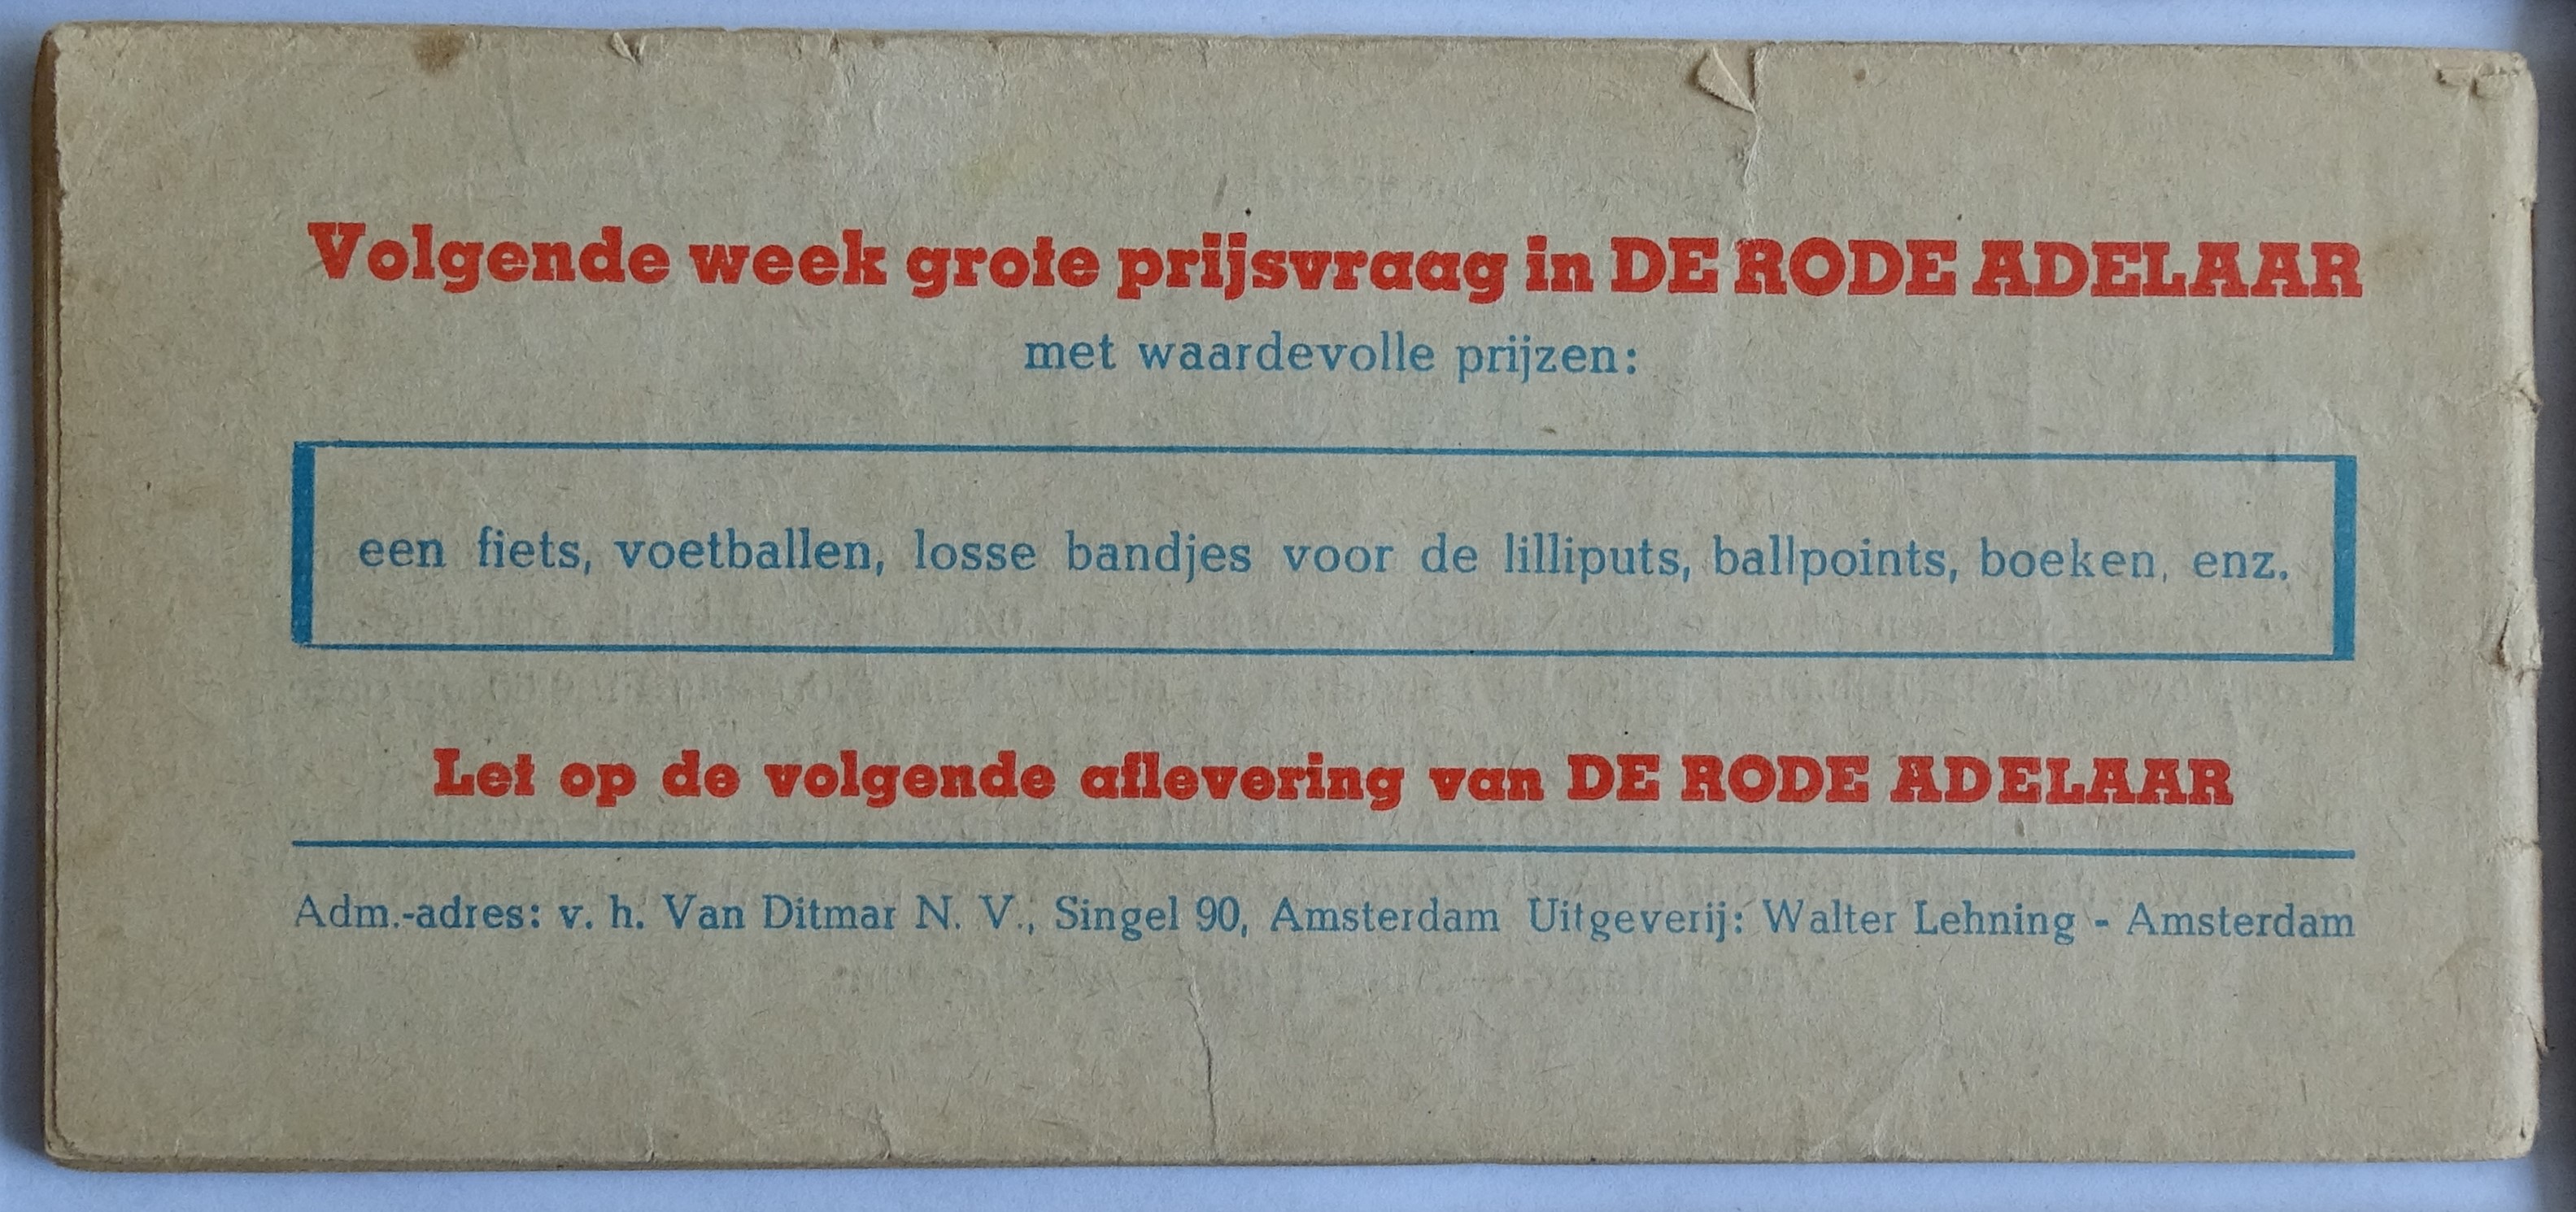 Volgende week grote prijsvraag in DE RODE ADELAAR
met waardevolle prijzen:
een fiets, voetballen, losse bandjes voor de lilliputs, ballpoints, boeken, enz.
Let op de volgende aflevering van DE RODE ADELAAR
Adm.-adres: v. h. Van Ditmar N. V., Singel 90, Amsterdam Uitgeverij: Walter Lehning - Amsterdam